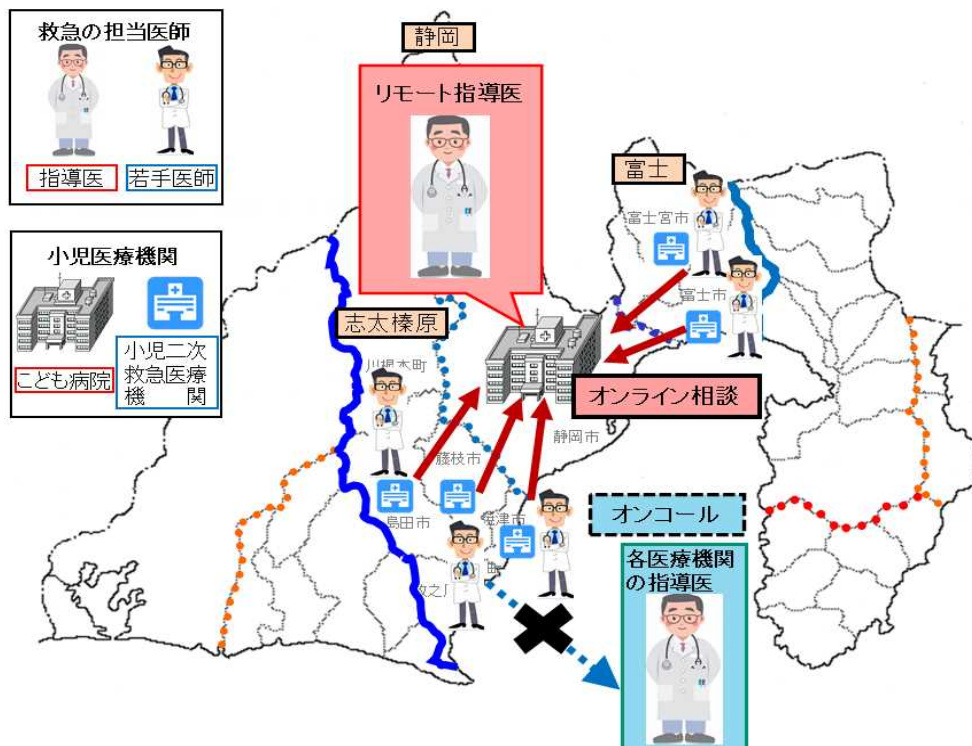 救急の担当医師
指導医
若手医師
小児医療機関
こども病院
小児二次
救急医療
機関
静岡
リモート指導医
富士
富士宮市
富士市
志太榛原
川根本町
オンライン相談
静岡市
藤枝市
島田市
焼津市
町
牧之
オンコール
各医療機関
の指導医